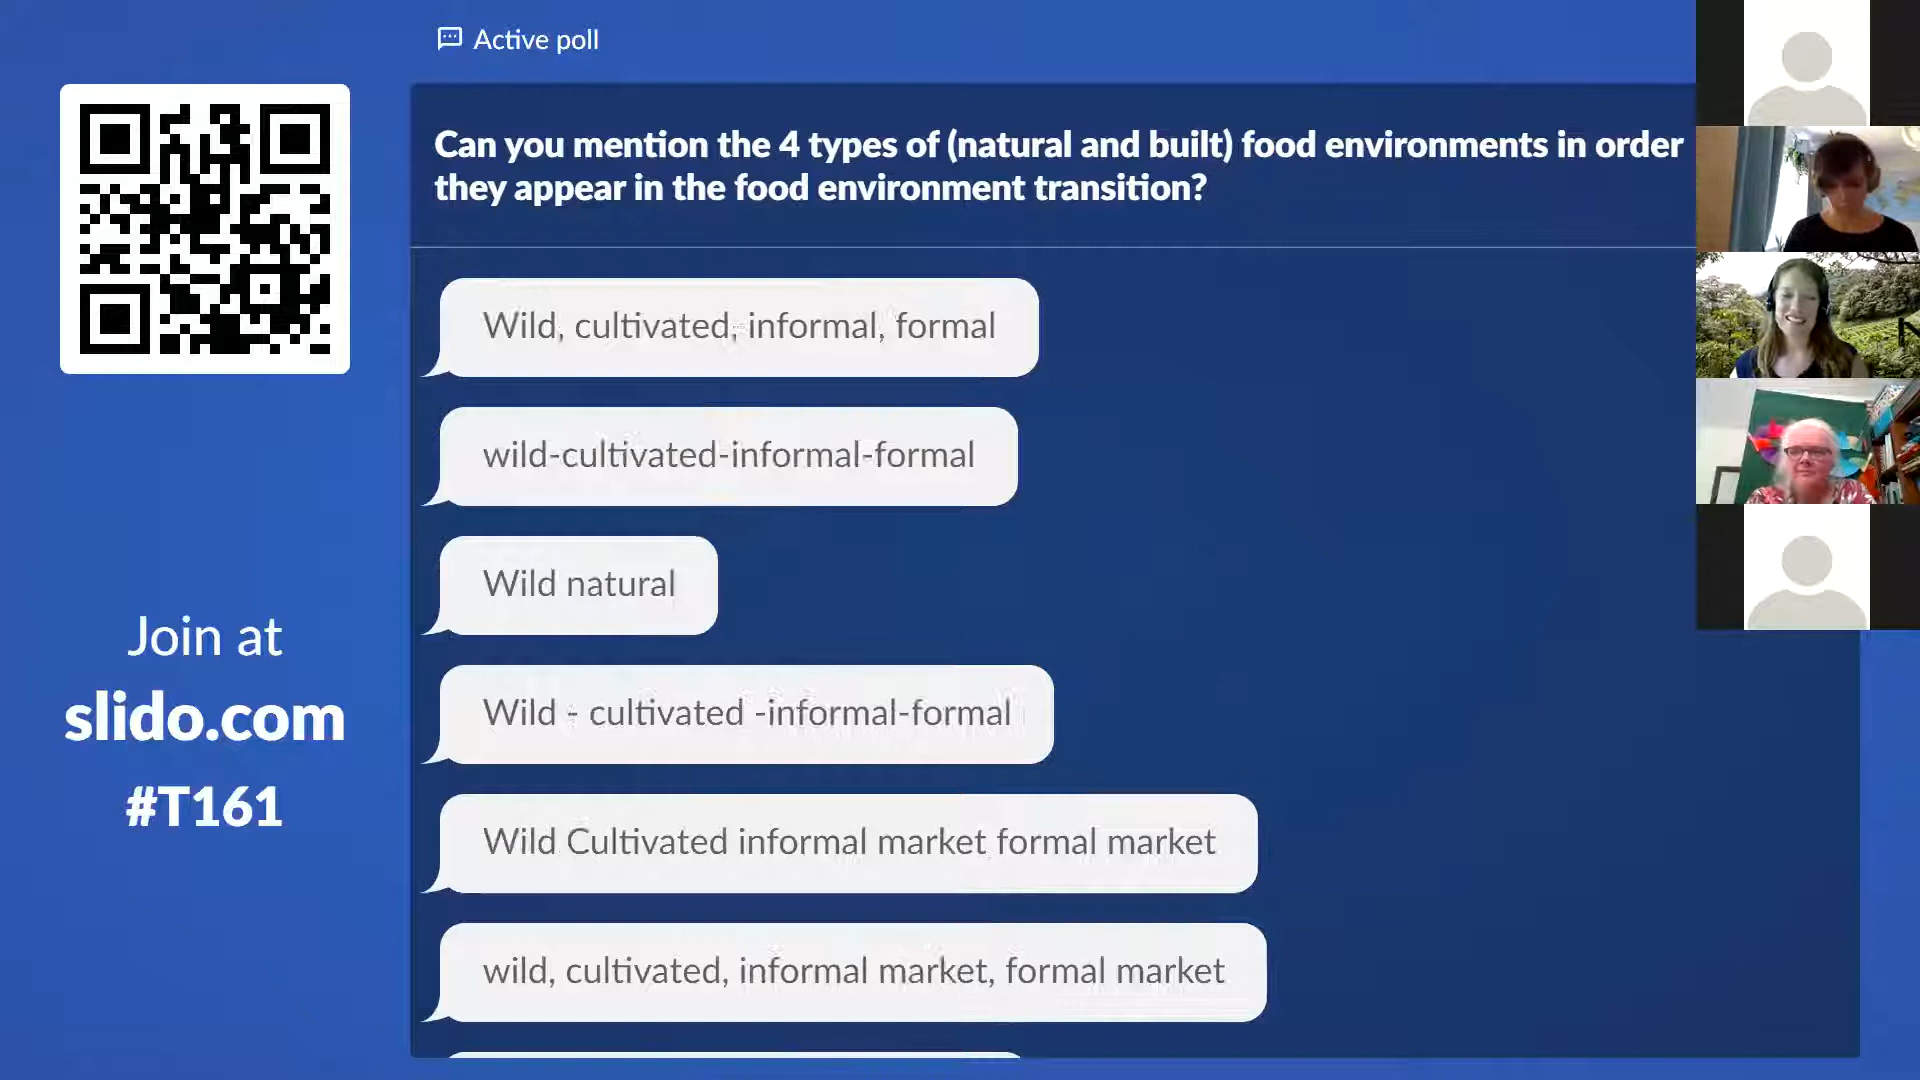 Active poll
Can you mention the 4 types of (natural and built) food environments in order
they appear in the food environment transition?
Wild, cultivated, informal, formal
wild-cultivated-informal-formal
Wild natural
Wild - cultivated -informal-formal
Wild Cultivated informal market formal market
wild, cultivated, informal market, formal market
Join at
slido.com
#T161